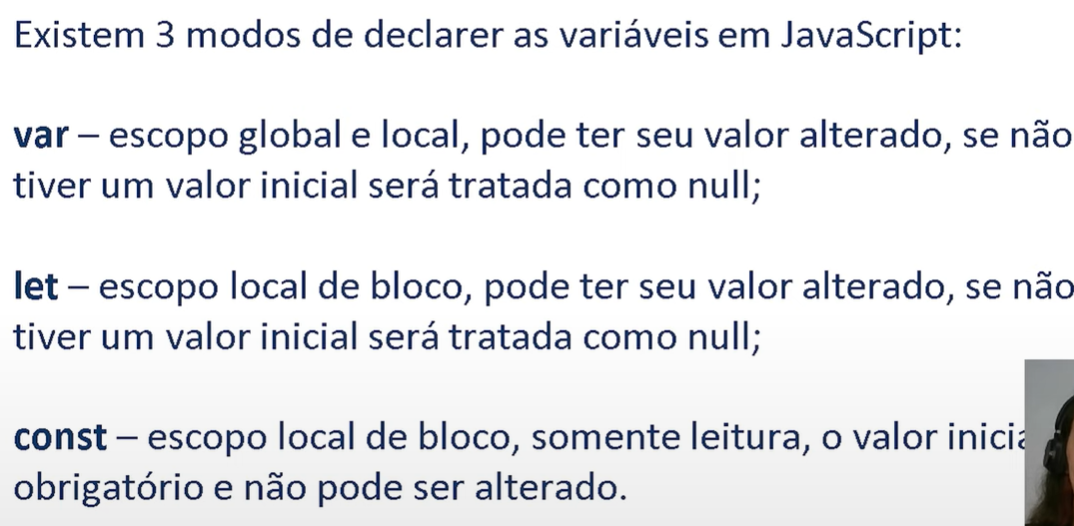 Existem 3 modos de declarer as variáveis em JavaScript:
var – escopo global e local, pode ter seu valor alterado, se não
tiver um valor inicial será tratada como null;
let – escopo local de bloco, pode ter seu valor alterado, se não
tiver um valor inicial será tratada como null;
const – escopo local de bloco, somente leitura, o valor
obrigatório e não pode ser alterado.